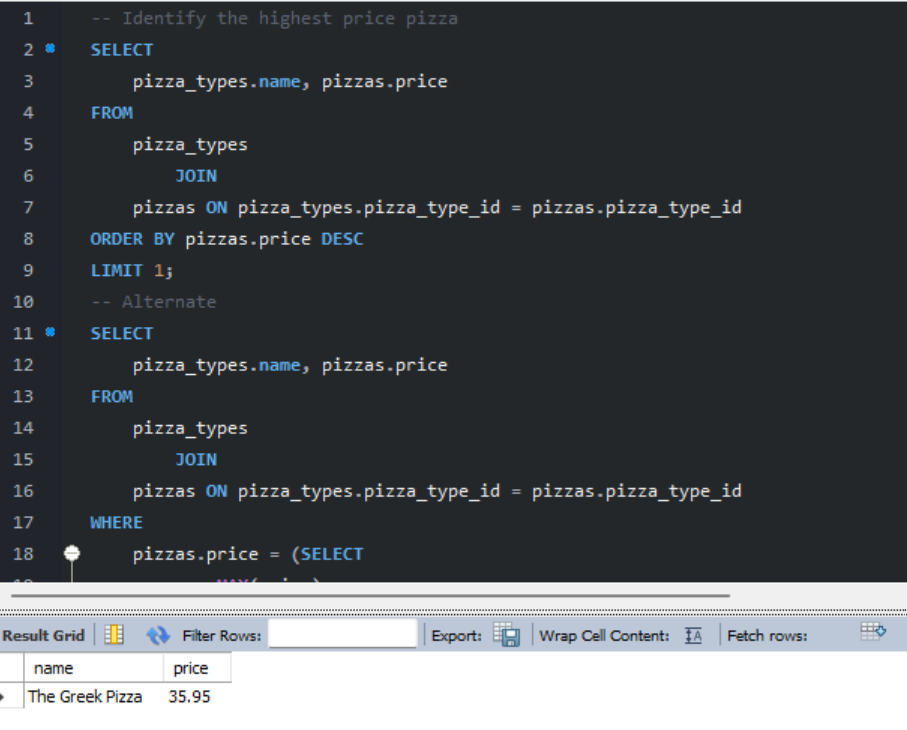 1 -- Identify the highest price pizza
2 SELECT
3 pizza_types.name, pizzas.price
4 FROM
5 pizza_types
6 JOIN
7 pizzas ON pizza_types.pizza_type_id = pizzas.pizza_type_id
8 ORDER BY pizzas.price DESC
9 LIMIT 1;
10 -- Alternate
11 SELECT
12 pizza_types.name, pizzas.price
13 FROM
14 pizza_types
15 JOIN
16 pizzas ON pizza_types.pizza_type_id = pizzas.pizza_type_id
17 WHERE
18 pizzas.price = (SELECT
Result Grid Filter Rows: Export: Wrap Cell Content: IA Fetch rows:
name price
The Greek Pizza 35.95